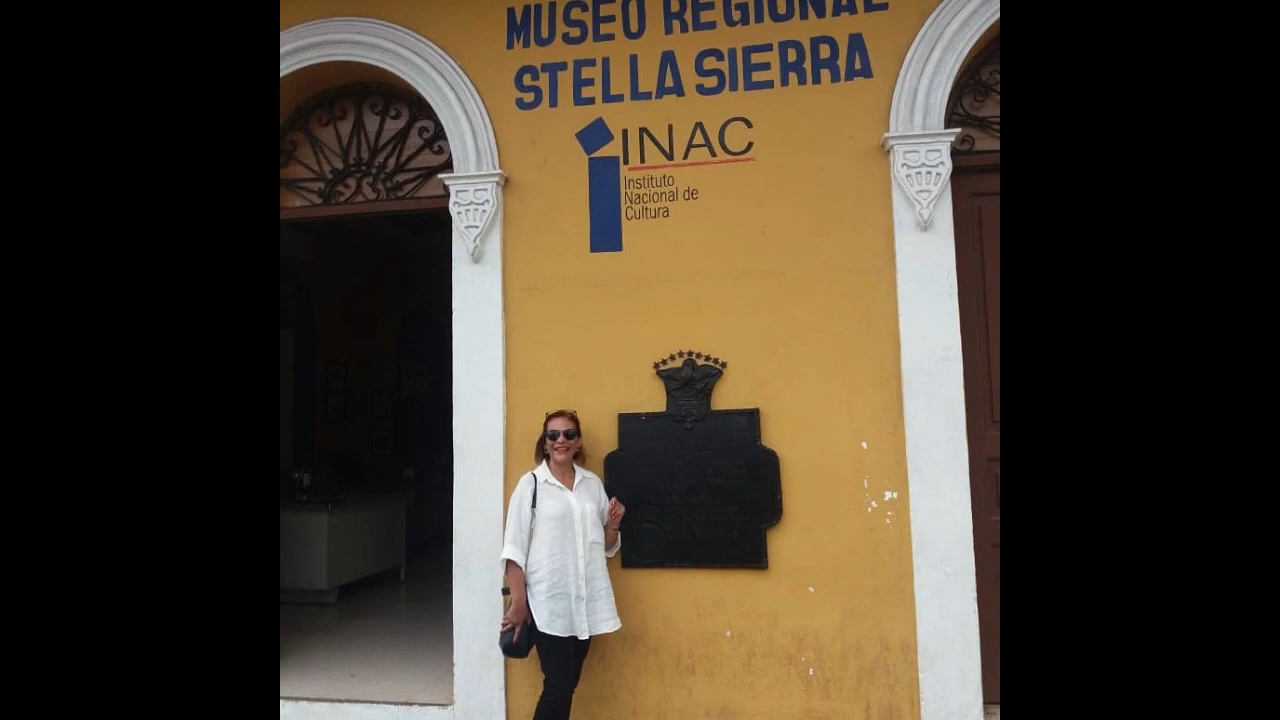 MUSEO REGIONAL
STELLA SIERRA
INAC
Instituto
Nacional de
Cultura